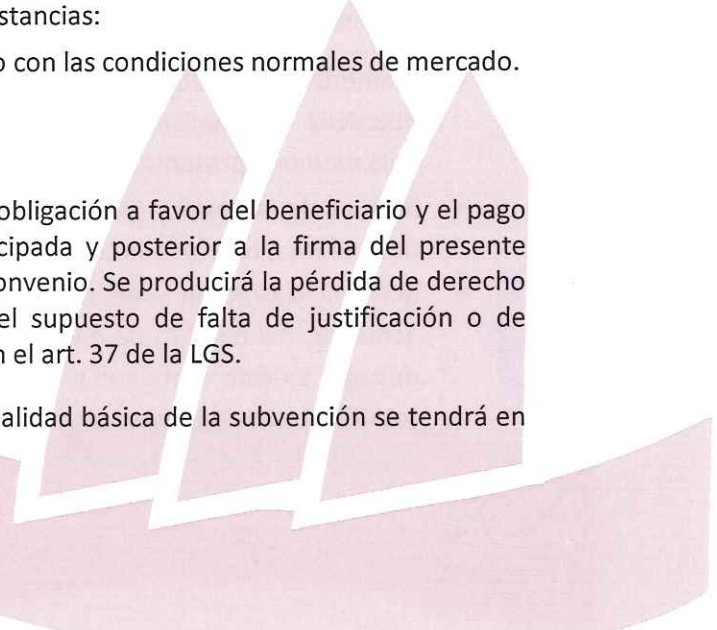 stancias:
o con las condiciones normales de mercado.
obligación a favor del beneficiario y el pago
cipada y posterior a la firma del presente
onvenio. Se producirá la pérdida de derecho
el supuesto de falta de justificación o de
n el art. 37 de la LGS.
alidad básica de la subvención se tendrá en